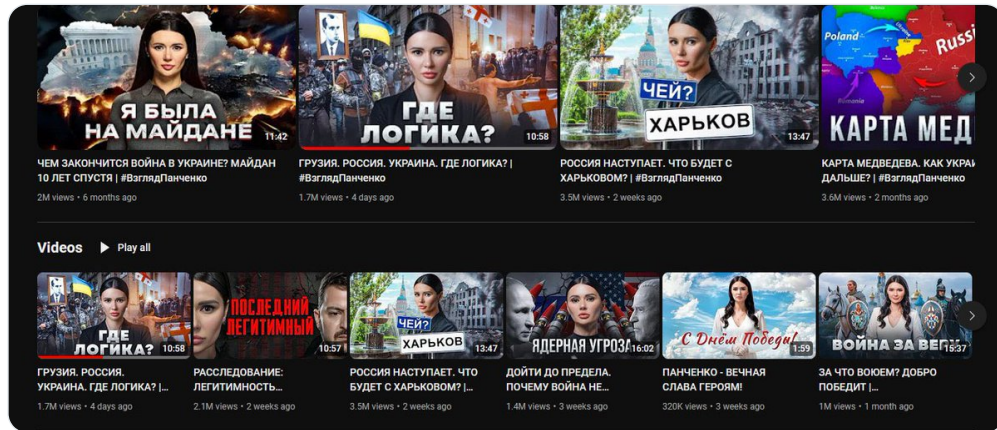 Я БЫЛА
НА МАЙДАНЕ
11:42
ГДЕ
ЛОГИКА?
10:58
ЧЕЙ?
ХАРЬКОВ
13:47
Poland
Russi
Romania
КАРТА МЕД
ЧЕМ ЗАКОНЧИТСЯ ВОЙНА В УКРАИНЕ? МАЙДАН
10 ЛЕТ СПУСТЯ | #ВзглядПанченко
2M views • 6 months ago
ГРУЗИЯ. РОССИЯ. УКРАИНА. ГДЕ ЛОГИКА? |
#ВзглядПанченко
1.7M views • 4 days ago
РОССИЯ НАСТУПАЕТ. ЧТО БУДЕТ С
ХАРЬКОВОМ? | #ВзглядПанченко
3.5M views • 2 weeks ago
КАРТА МЕДВЕДЕВА. КАК УКРАИ
ДАЛЬШЕ? | #ВзглядПанченко
3.6M views • 2 months ago
Videos
Play all
ГДЕ
ЛОГИКА?
10:58
ПОСЛЕДНИЙ
ЛЕГИТИМНЫЙ
10:57
ЧЕЙ?
ХАРЬКОВ
13:47
ЯДЕРНАЯ УГРОЗА
16:02
С Днём Победы!
1:59
ВОЙНА ЗА
15:37
ГРУЗИЯ. РОССИЯ.
УКРАИНА. ГДЕ ЛОГИКА? |...
1.7M views • 4 days ago
РАССЛЕДОВАНИЕ:
ЛЕГИТИМНОСТЬ...
2.1M views • 2 weeks ago
РОССИЯ НАСТУПАЕТ. ЧТО
БУДЕТ С ХАРЬКОВОМ? |...
3.5M views • 2 weeks ago
ДОЙТИ ДО ПРЕДЕЛА.
ПОЧЕМУ ВОЙНА НЕ...
1.4M views • 3 weeks ago
ПАНЧЕНКО - ВЕЧНАЯ
СЛАВА ГЕРОЯМ!
320K views • 3 weeks ago
ЗА ЧТО ВОЮЕМ? ДОБРО
ПОБЕДИТ |...
1M views • 1 month ago